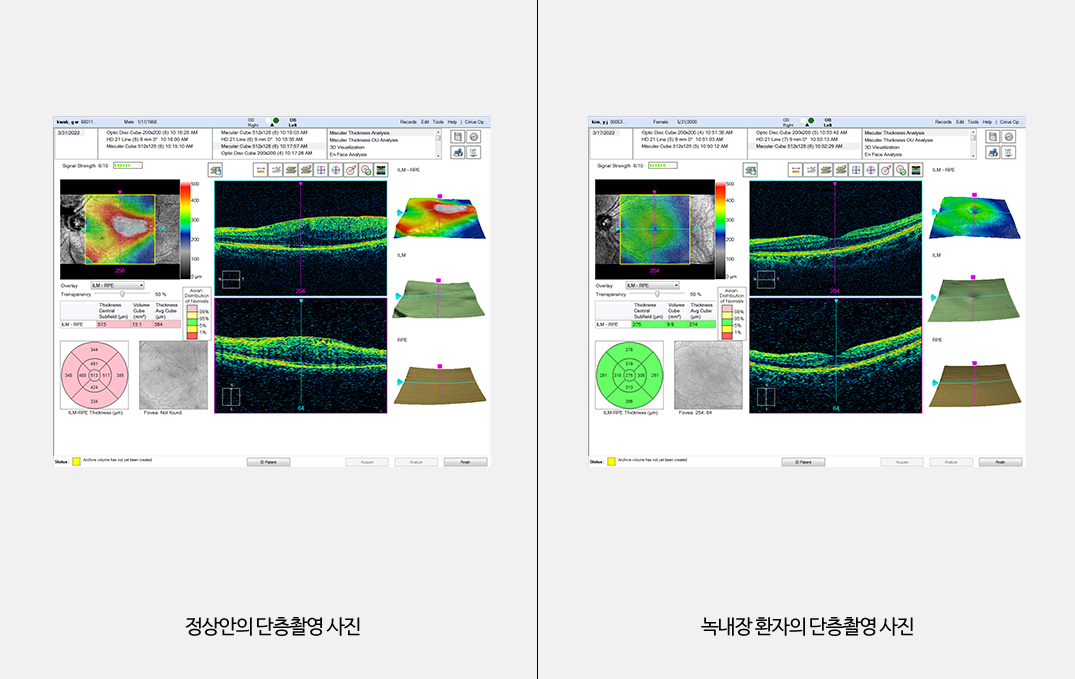 kwak, g w 68011... Male 1/17/1968 OD Right OS Left Records Edit Tools Help | Cirrus Op...
3/31/2022
Optic Disc Cube 200x200 (6) 10:16:28 AM
HD 21 Line (6) 9 mm 0° 10:16:00 AM
Macular Cube 512x128 (6) 10:15:10 AM
Macular Cube 512x128 (6) 10:19:03 AM
HD 21 Line (6) 9 mm 0° 10:18:36 AM
Macular Cube 512x128 (6) 10:17:57 AM
Optic Disc Cube 200x200 (4) 10:17:26 AM
Macular Thickness Analysis
Macular Thickness OU Analysis
3D Visualization
En Face Analysis
Signal Strength 6/10
ILM - RPE
500
400
300
200
100
0 µm
256
256
Overlay ILM - RPE
Transparency 50 %
ILM
Thickness Central Subfield (µm)
Volume Cube (mm³)
Thickness Avg Cube (µm)
ILM - RPE 513 13.1 364
Asian
Distribution
of Normals
99%
95%
5%
1%
RPE
344
481
348 468 513 517 385
424
334
ILM-RPE Thickness (µm)
Fovea: Not found
64
Status: Archive volume has not yet been created
ID Patient Acquire Analyze Finish
정상안의 단층촬영 사진
kim, y j 00053... Female 5/31/2000 OD Right OS Left Records Edit Tools Help | Cirrus Op...
3/17/2022
Optic Disc Cube 200x200 (4) 10:51:36 AM
HD 21 Line (6) 9 mm 0° 10:51:03 AM
Macular Cube 512x128 (6) 10:50:12 AM
Optic Disc Cube 200x200 (5) 10:53:42 AM
HD 21 Line (7) 9 mm 0° 10:53:13 AM
Macular Cube 512x128 (6) 10:52:29 AM
Macular Thickness Analysis
Macular Thickness OU Analysis
3D Visualization
En Face Analysis
Signal Strength 6/10
ILM - RPE
500
400
300
200
100
0 µm
254
254
Overlay ILM - RPE
Transparency 50 %
ILM
Thickness Central Subfield (µm)
Volume Cube (mm³)
Thickness Avg Cube (µm)
ILM - RPE 275 9.9 274
Asian
Distribution
of Normals
99%
95%
5%
1%
RPE
278
319
291 316 275 308 251
313
266
ILM-RPE Thickness (µm)
Fovea: 254, 64
64
Status: Archive volume has not yet been created
ID Patient Acquire Analyze Finish
녹내장 환자의 단층촬영 사진